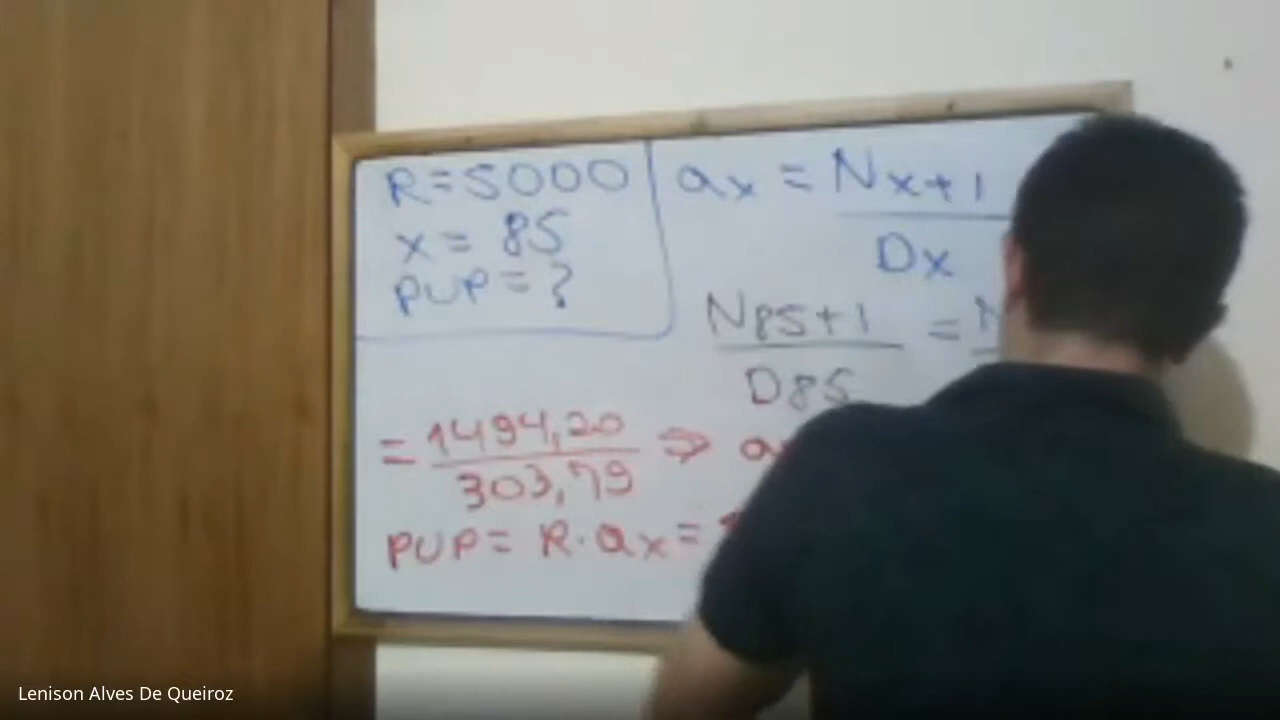 R=5000
x = 85
PUP = ?
ax = Nx+1
Dx
N85+1 = N
D85
= 1494,20 ⇒ a
303,79
PUP = R. ax =
Lenison Alves De Queiroz